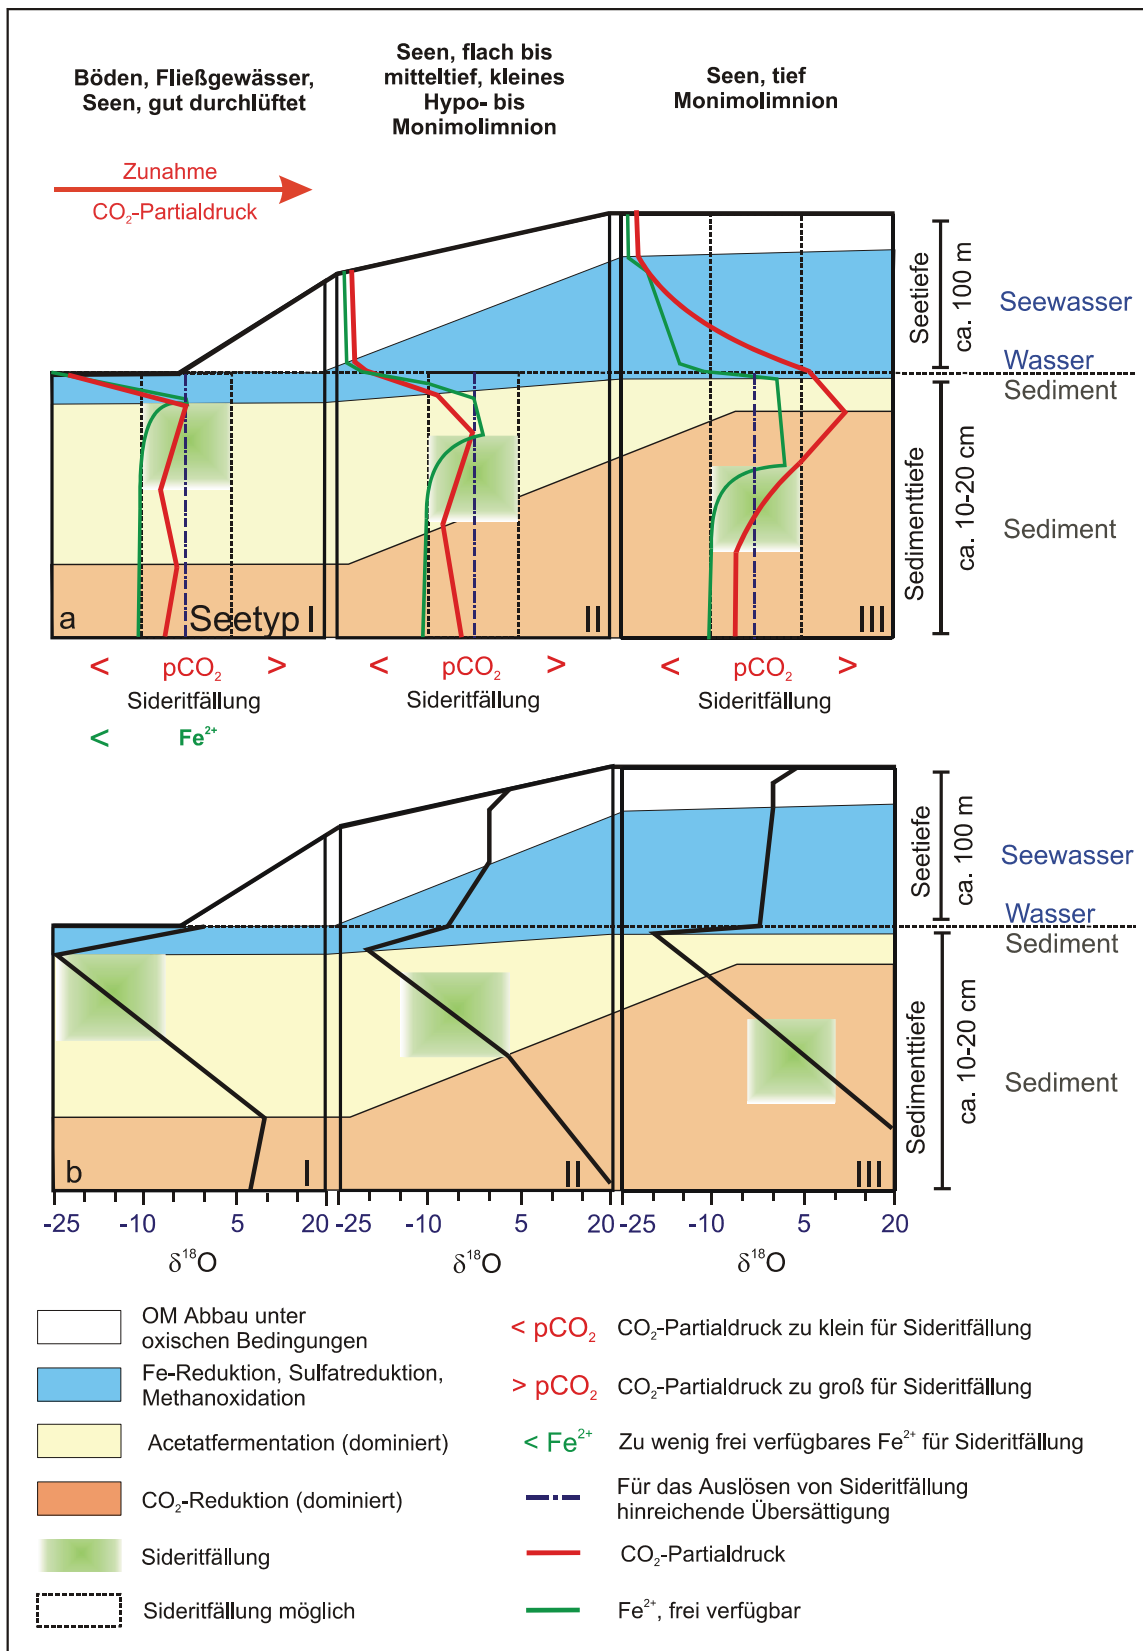 Böden, Fließgewässer,
Seen, gut durchlüftet
Seen, flach bis
mitteltief, kleines
Hypo- bis
Monimolimnion
Seen, tief
Monimolimnion
Zunahme
CO₂-Partialdruck
Seetiefe
ca. 100 m
Seewasser
Wasser
Sediment
Sedimenttiefe
ca. 10-20 cm
Sediment
a
Seetyp I
II
III
< pCO₂ >
Sideritfällung
< Fe²⁺
< pCO₂ >
Sideritfällung
< pCO₂ >
Sideritfällung
Seetiefe
ca. 100 m
Seewasser
Wasser
Sediment
Sedimenttiefe
ca. 10-20 cm
Sediment
b
I
II
III
-25 -10 5 20
-25 -10 5 20
-25 -10 5 20
δ¹⁸O
δ¹⁸O
δ¹⁸O
OM Abbau unter
oxischen Bedingungen
Fe-Reduktion, Sulfatreduktion,
Methanoxidation
Acetatfermentation (dominiert)
CO₂-Reduktion (dominiert)
Sideritfällung
Sideritfällung möglich
< pCO₂ CO₂-Partialdruck zu klein für Sideritfällung
> pCO₂ CO₂-Partialdruck zu groß für Sideritfällung
< Fe²⁺ Zu wenig frei verfügbares Fe²⁺ für Sideritfällung
Für das Auslösen von Sideritfällung
hinreichende Übersättigung
CO₂-Partialdruck
Fe²⁺, frei verfügbar